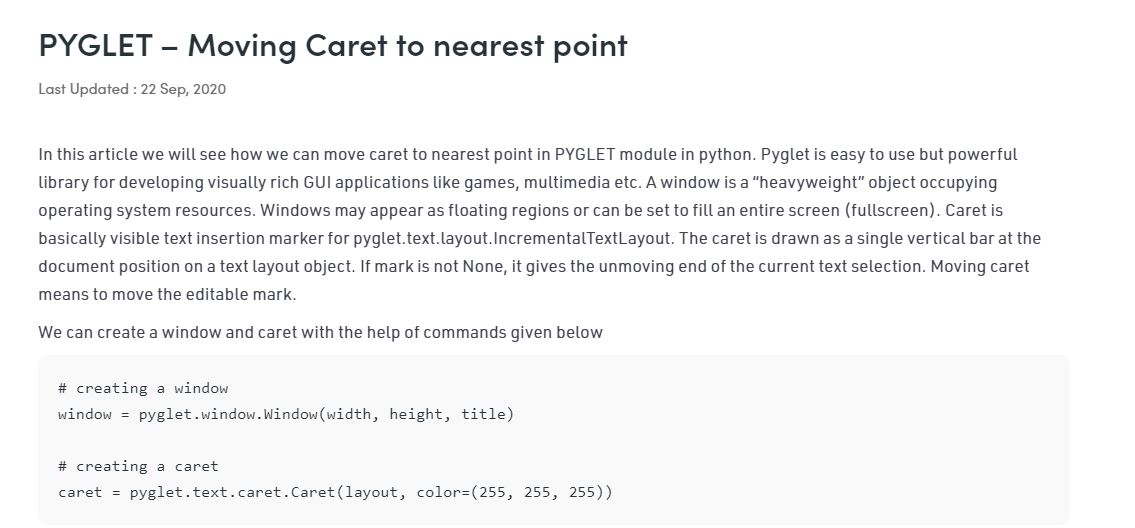 PYGLET – Moving Caret to nearest point
Last Updated : 22 Sep, 2020
In this article we will see how we can move caret to nearest point in PYGLET module in python. Pyglet is easy to use but powerful
library for developing visually rich GUI applications like games, multimedia etc. A window is a “heavyweight” object occupying
operating system resources. Windows may appear as floating regions or can be set to fill an entire screen (fullscreen). Caret is
basically visible text insertion marker for pyglet.text.layout.IncrementalTextLayout. The caret is drawn as a single vertical bar at the
document position on a text layout object. If mark is not None, it gives the unmoving end of the current text selection. Moving caret
means to move the editable mark.
We can create a window and caret with the help of commands given below
# creating a window
window = pyglet.window.Window(width, height, title)
# creating a caret
caret = pyglet.text.caret.Caret(layout, color=(255, 255, 255))